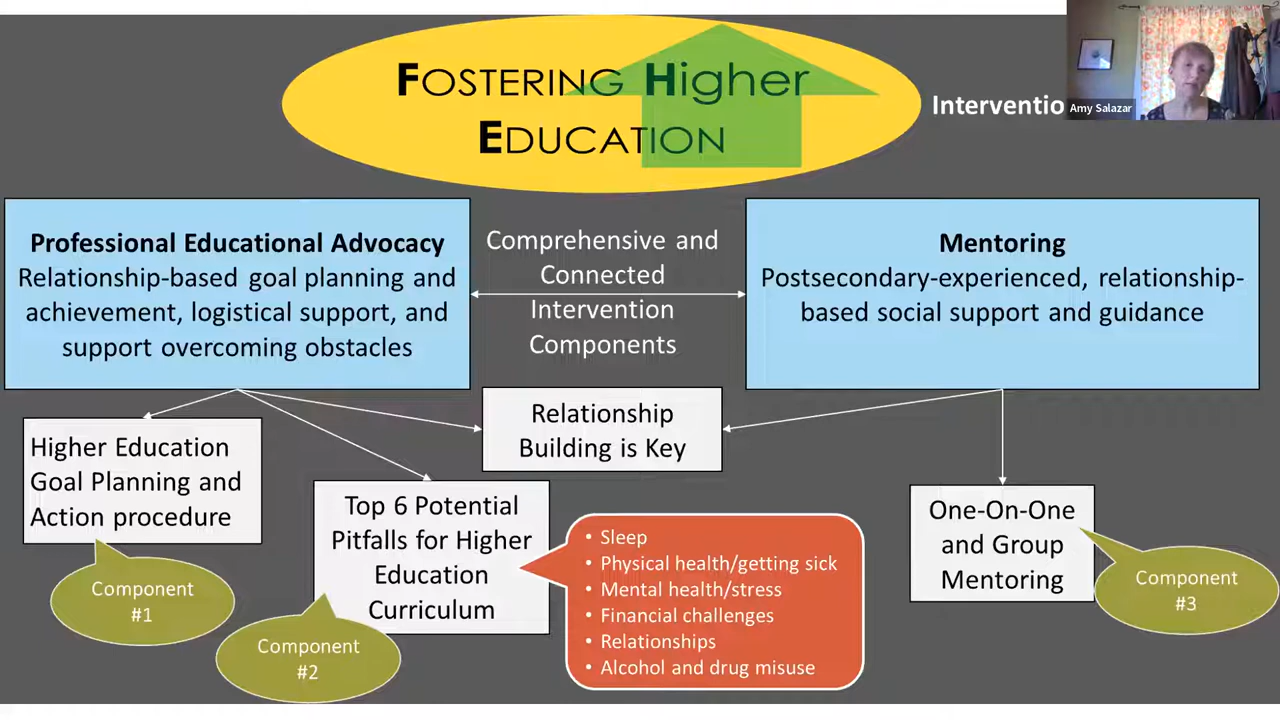 FOSTERING Higher
EDUCATION
Interventio
Amy Salazar
Professional Educational Advocacy
Relationship-based goal planning and
achievement, logistical support, and
support overcoming obstacles
Comprehensive and
Connected
Intervention
Components
Mentoring
Postsecondary-experienced, relationship-
based social support and guidance
Relationship
Building is Key
Higher Education
Goal Planning and
Action procedure
Component
#1
Top 6 Potential
Pitfalls for Higher
Education
Curriculum
Component
#2
• Sleep
• Physical health/getting sick
• Mental health/stress
• Financial challenges
• Relationships
• Alcohol and drug misuse
One-On-One
and Group
Mentoring
Component
#3